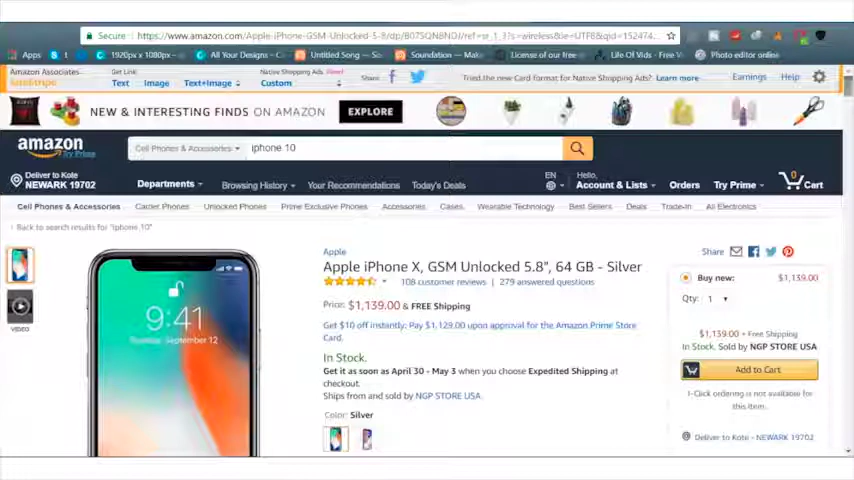 Secure https://www.amazon.com/Apple-iPhone-GSM-Unlocked-5-8/dp/B075QN8NDJ/ref=sr_1_3?s=wireless&ie=UTF8&qid=152474...
Apps 1920px x 1080px – All Your Designs – C Untitled Song – Soundation – Mak License of our free Life Of Vids - Free V Photo editor online
Amazon Associates Get Link: Native Shopping Ads Share: Tried the new Card format for Native Shopping Ads? Learn more Earnings Help
SiteStripe Text Image Text+Image Custom
NEW & INTERESTING FINDS ON AMAZON EXPLORE
amazon Try Prime Cell Phones & Accessories iphone 10
Deliver to Kote EN Hello, 0
NEWARK 19702 Departments Browsing History Your Recommendations Today's Deals Account & Lists Orders Try Prime Cart
Cell Phones & Accessories Carrier Phones Unlocked Phones Prime Exclusive Phones Accessories Cases Wearable Technology Best Sellers Deals Trade-In All Electronics
Back to search results for "iphone 10"
Apple Share
Apple iPhone X, GSM Unlocked 5.8", 64 GB - Silver
108 customer reviews | 279 answered questions
Buy new: $1,139.00
Qty: 1
Price: $1,139.00 & FREE Shipping
Get $10 off instantly: Pay $1,129.00 upon approval for the Amazon Prime Store
Card.
In Stock.
Get it as soon as April 30 - May 3 when you choose Expedited Shipping at
checkout.
Ships from and sold by NGP STORE USA.
Color: Silver
$1,139.00 + Free Shipping
In Stock. Sold by NGP STORE USA
Add to Cart
1-Click ordering is not available for
this item.
Deliver to Kote - NEWARK 19702
VIDEO
9:41
Tuesday, September 12